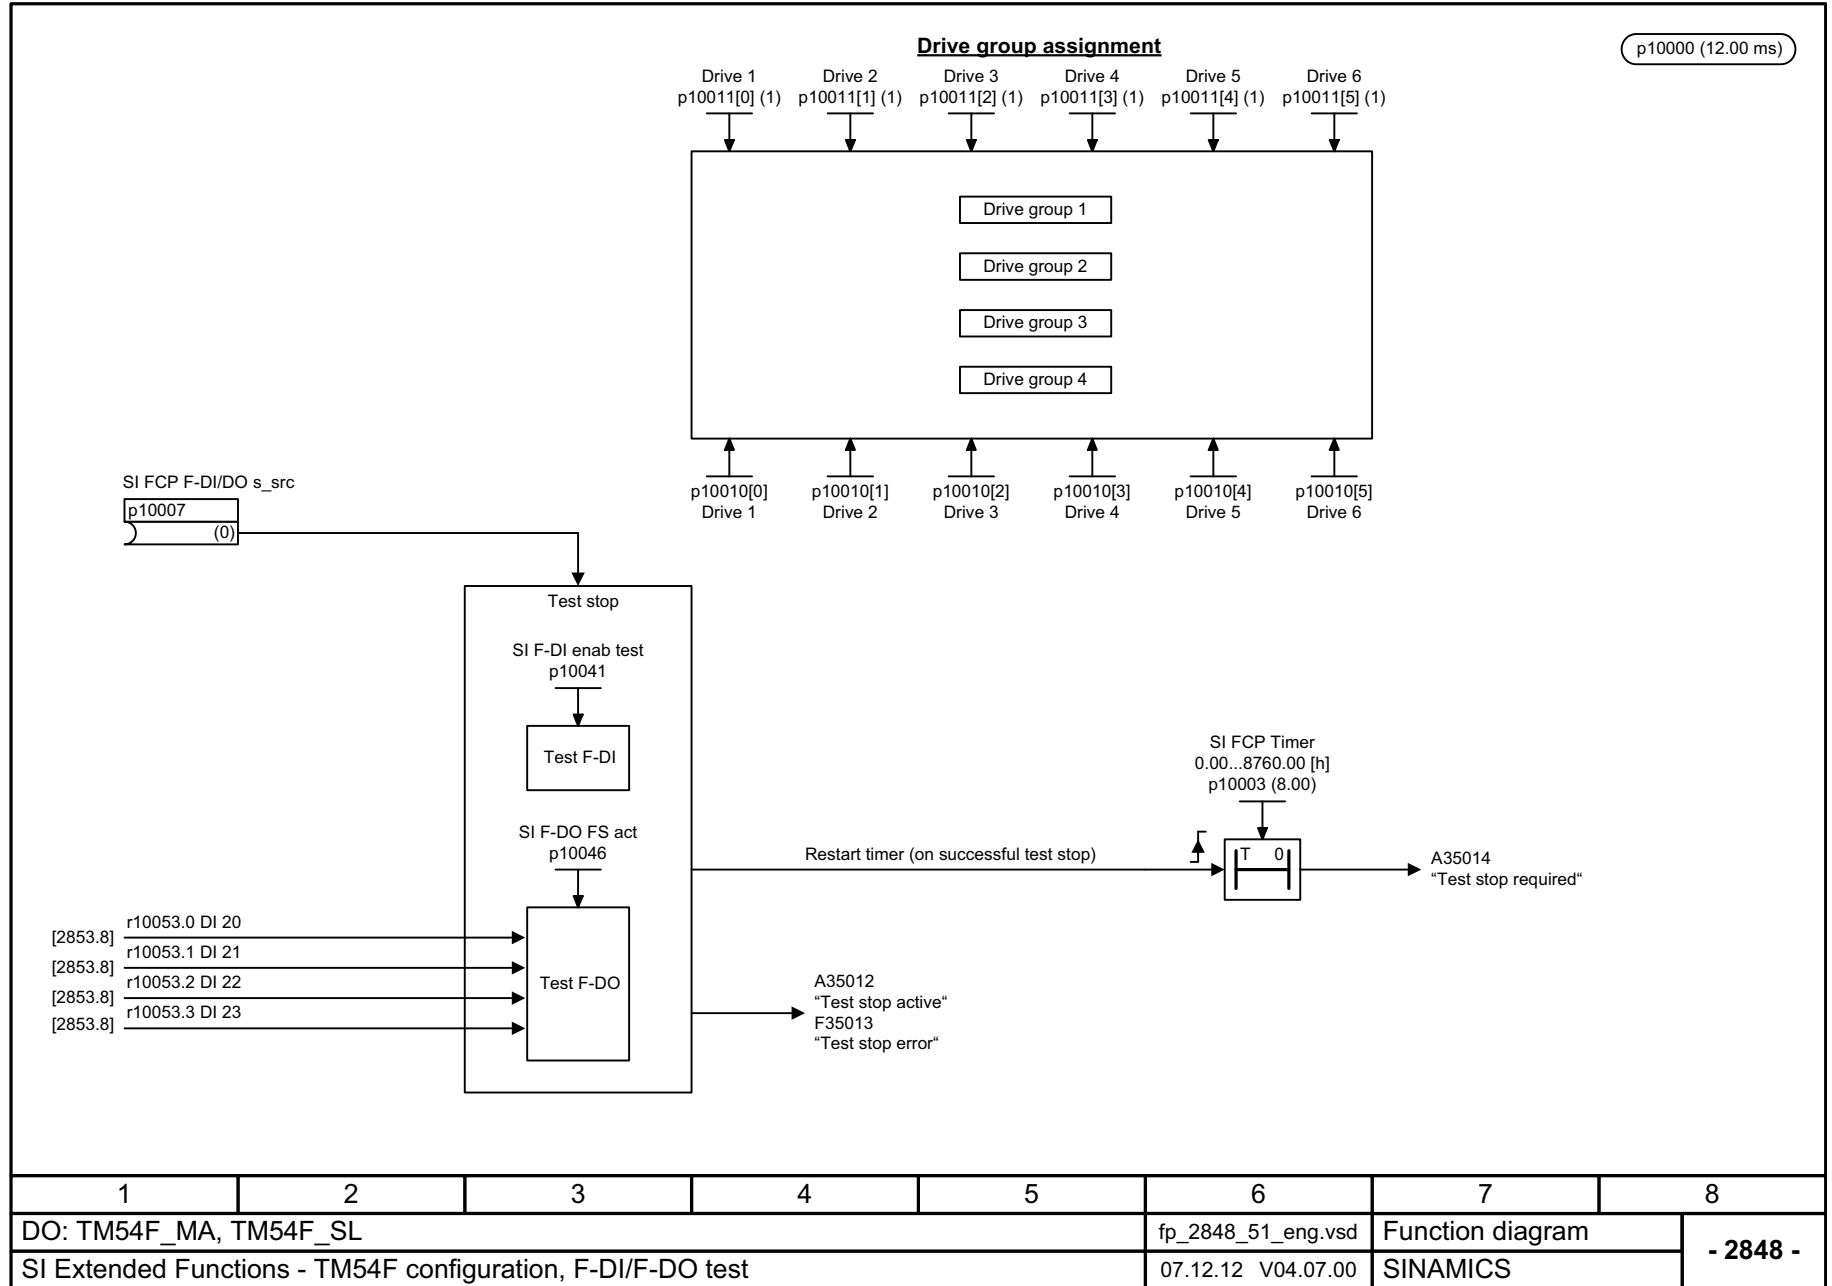 Drive group assignment
p10000 (12.00 ms)
Drive 1 Drive 2 Drive 3 Drive 4 Drive 5 Drive 6
p10011[0] (1) p10011[1] (1) p10011[2] (1) p10011[3] (1) p10011[4] (1) p10011[5] (1)
Drive group 1
Drive group 2
Drive group 3
Drive group 4
p10010[0] p10010[1] p10010[2] p10010[3] p10010[4] p10010[5]
Drive 1 Drive 2 Drive 3 Drive 4 Drive 5 Drive 6
SI FCP F-DI/DO s_src
p10007
(0)
Test stop
SI F-DI enab test
p10041
Test F-DI
SI F-DO FS act
p10046
Test F-DO
[2853.8] r10053.0 DI 20
[2853.8] r10053.1 DI 21
[2853.8] r10053.2 DI 22
[2853.8] r10053.3 DI 23
Restart timer (on successful test stop)
SI FCP Timer
0.00...8760.00 [h]
p10003 (8.00)
T 0
A35014
“Test stop required“
A35012
“Test stop active“
F35013
“Test stop error“
1 2 3 4 5 6 7 8
DO: TM54F_MA, TM54F_SL fp_2848_51_eng.vsd Function diagram
- 2848 -
SI Extended Functions - TM54F configuration, F-DI/F-DO test 07.12.12 V04.07.00 SINAMICS